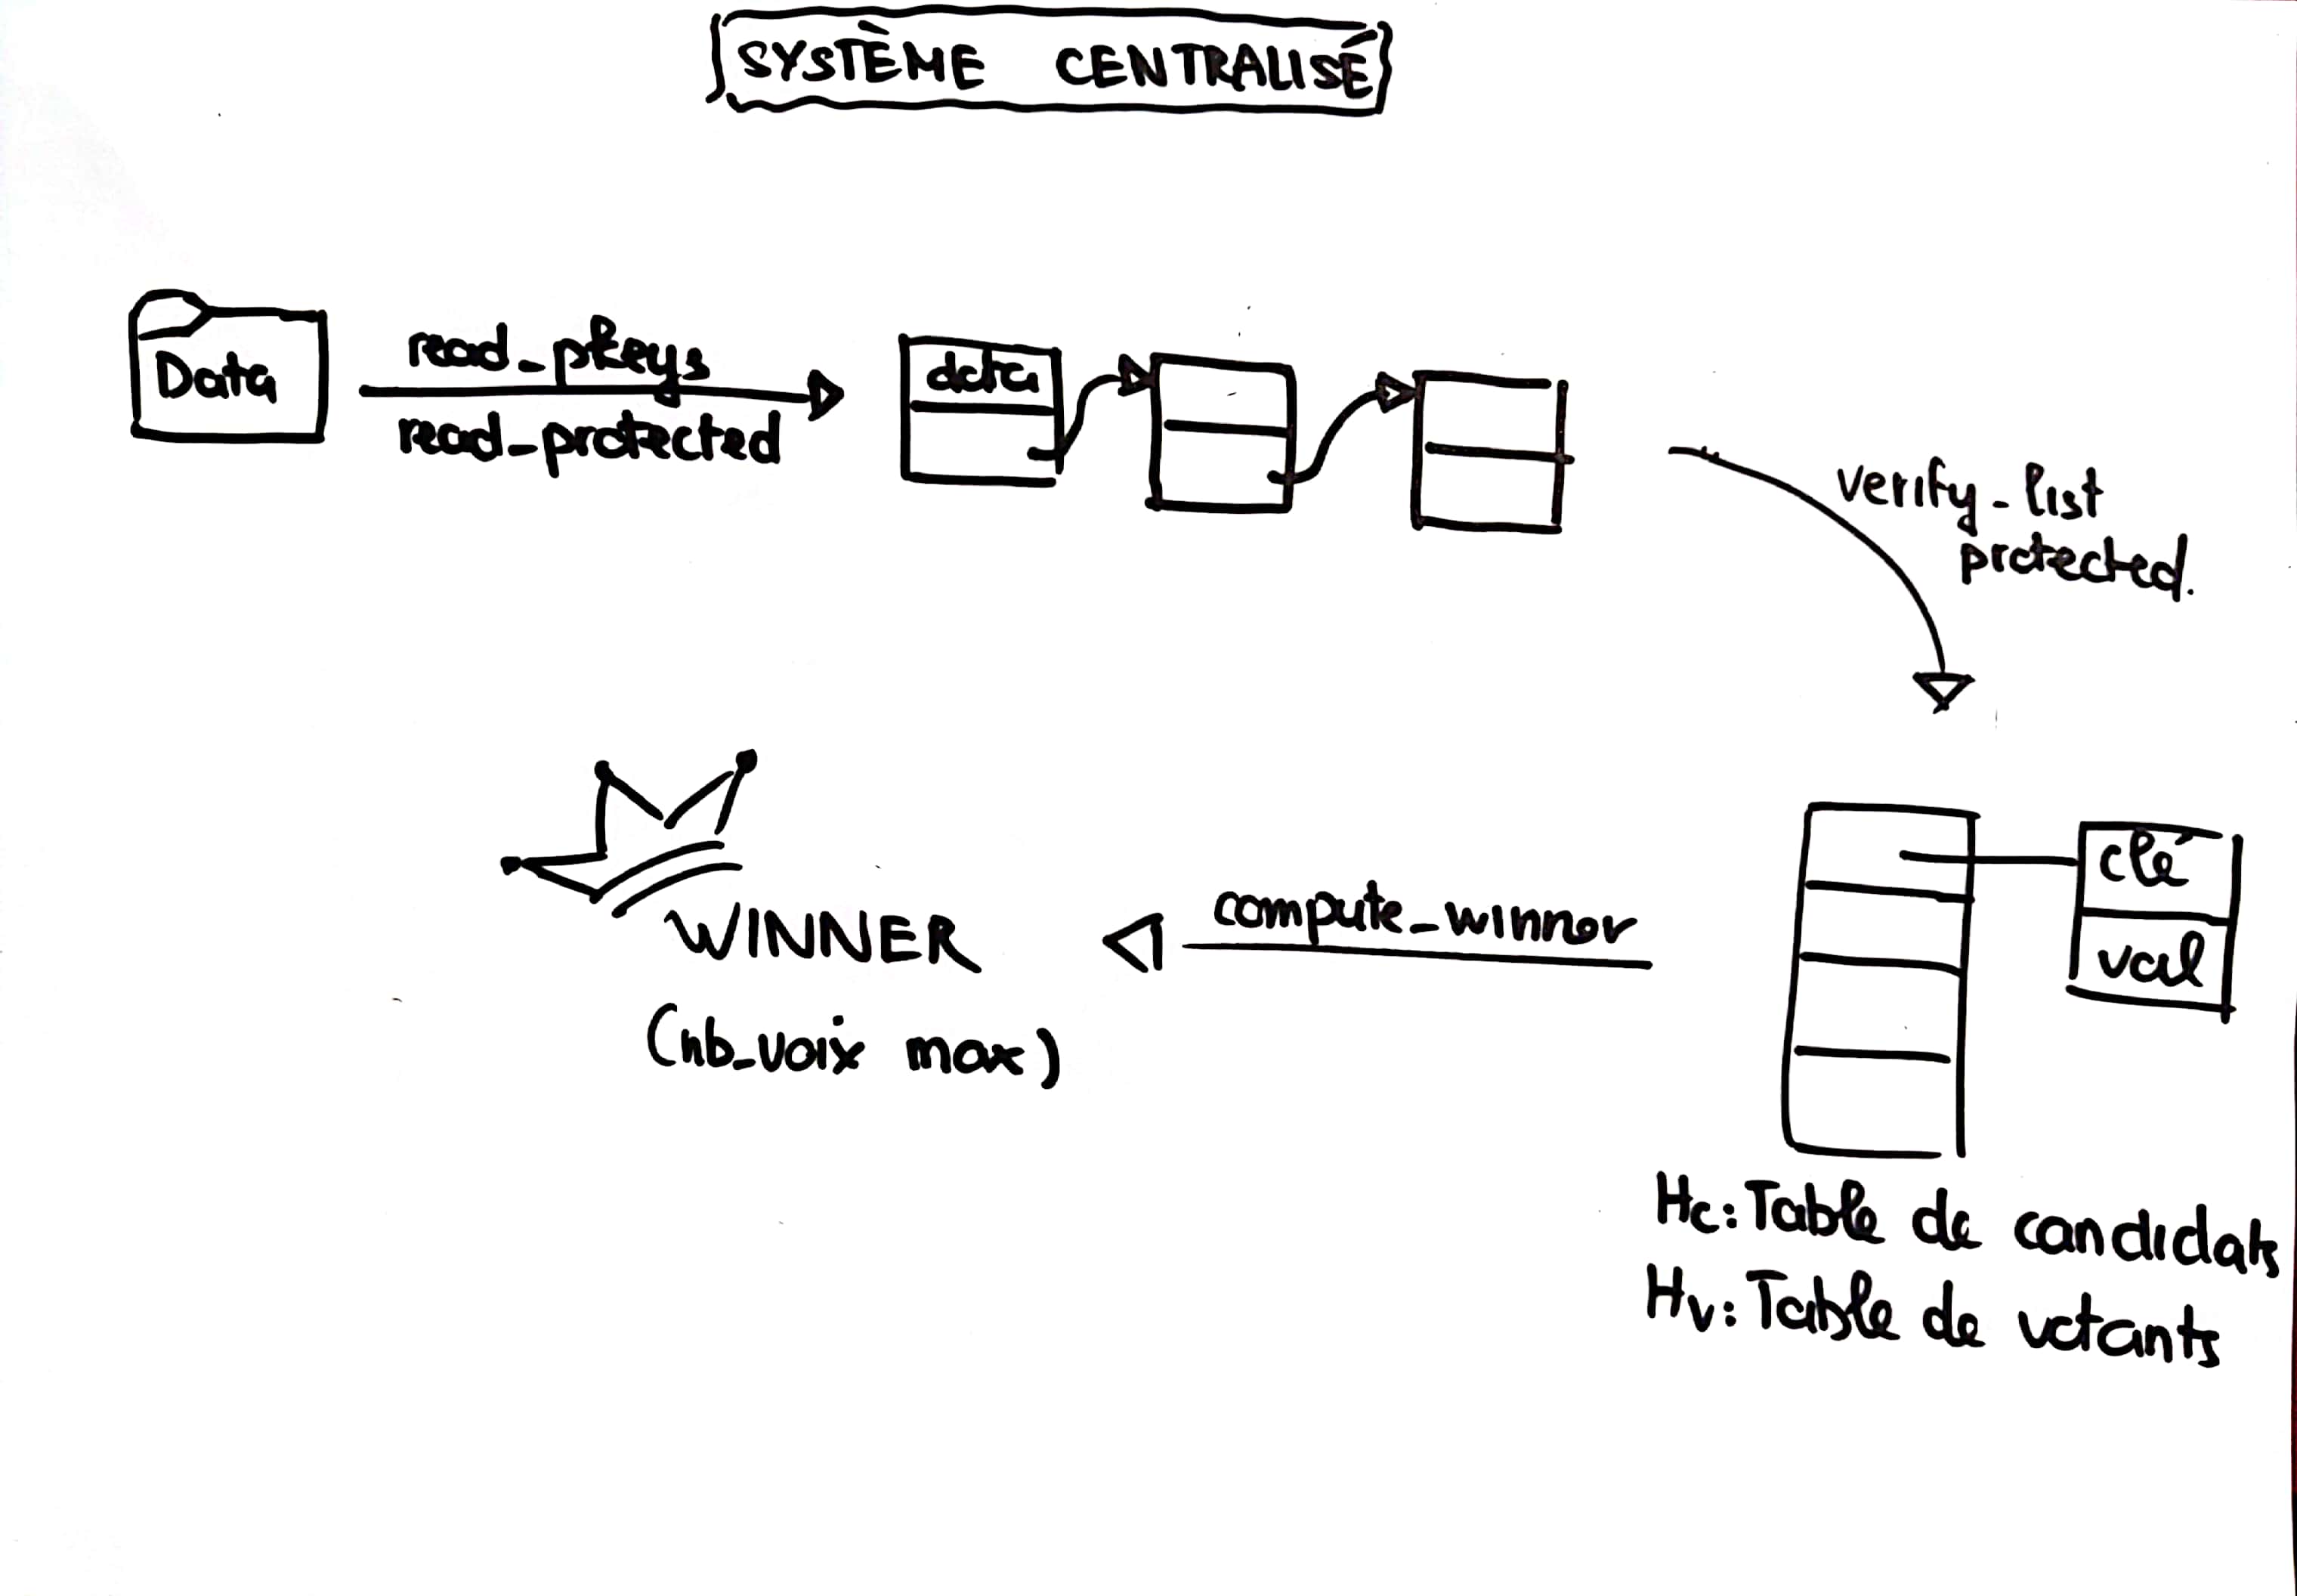 SYSTÈME CENTRALISÉ
Data
read_pkeys
read_protected
data
verify_list
protected.
clé
val
compute_winner
WINNER
(nb_voix max)
Hc: Table de candidats
Hv: Table de votants